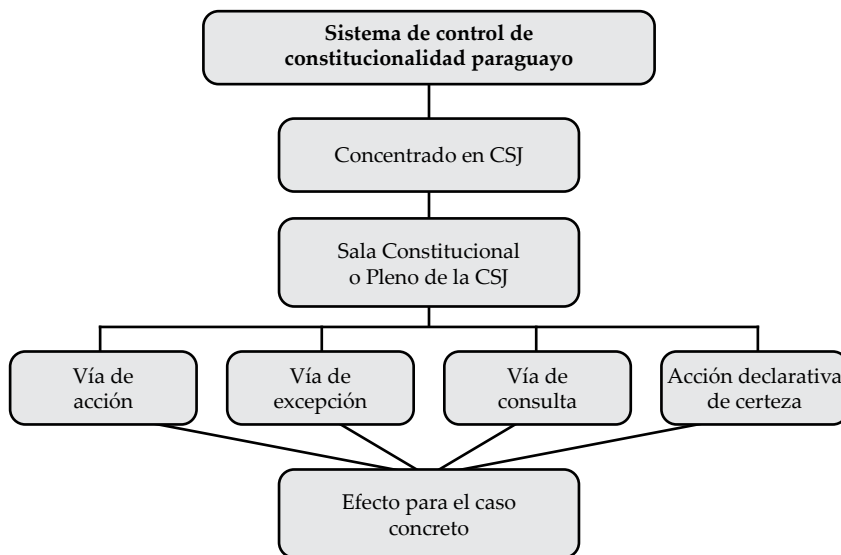 Sistema de control de
constitucionalidad paraguayo
Concentrado en CSJ
Sala Constitucional
o Pleno de la CSJ
Vía de
acción
Vía de
excepción
Vía de
consulta
Acción declarativa
de certeza
Efecto para el caso
concreto